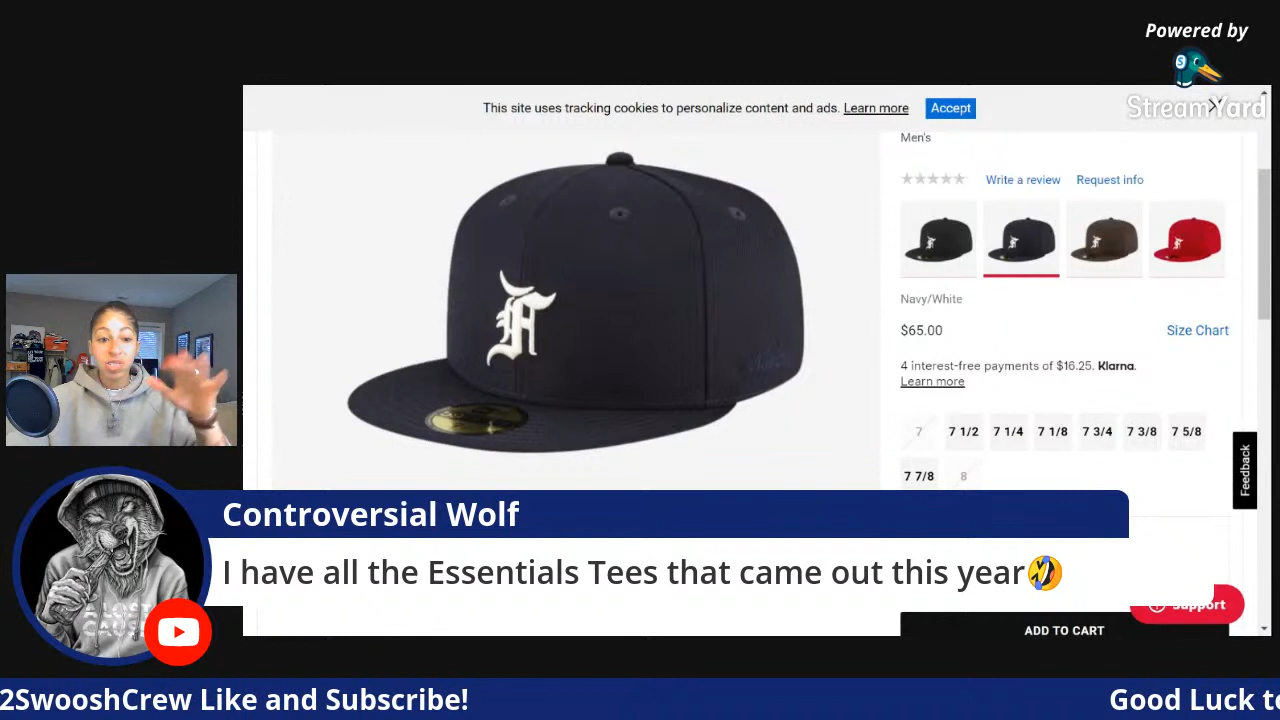 Powered by
StreamYard
This site uses tracking cookies to personalize content and ads. Learn more Accept
Men's
Write a review Request info
Navy/White
$65.00 Size Chart
4 interest-free payments of $16.25. Klarna.
Learn more
7 7 1/2 7 1/4 7 1/8 7 3/4 7 3/8 7 5/8
7 7/8 8
Feedback
Controversial Wolf
I have all the Essentials Tees that came out this year🤣
A LOST
CAUSE
Support
ADD TO CART
2SwooshCrew Like and Subscribe! Good Luck to